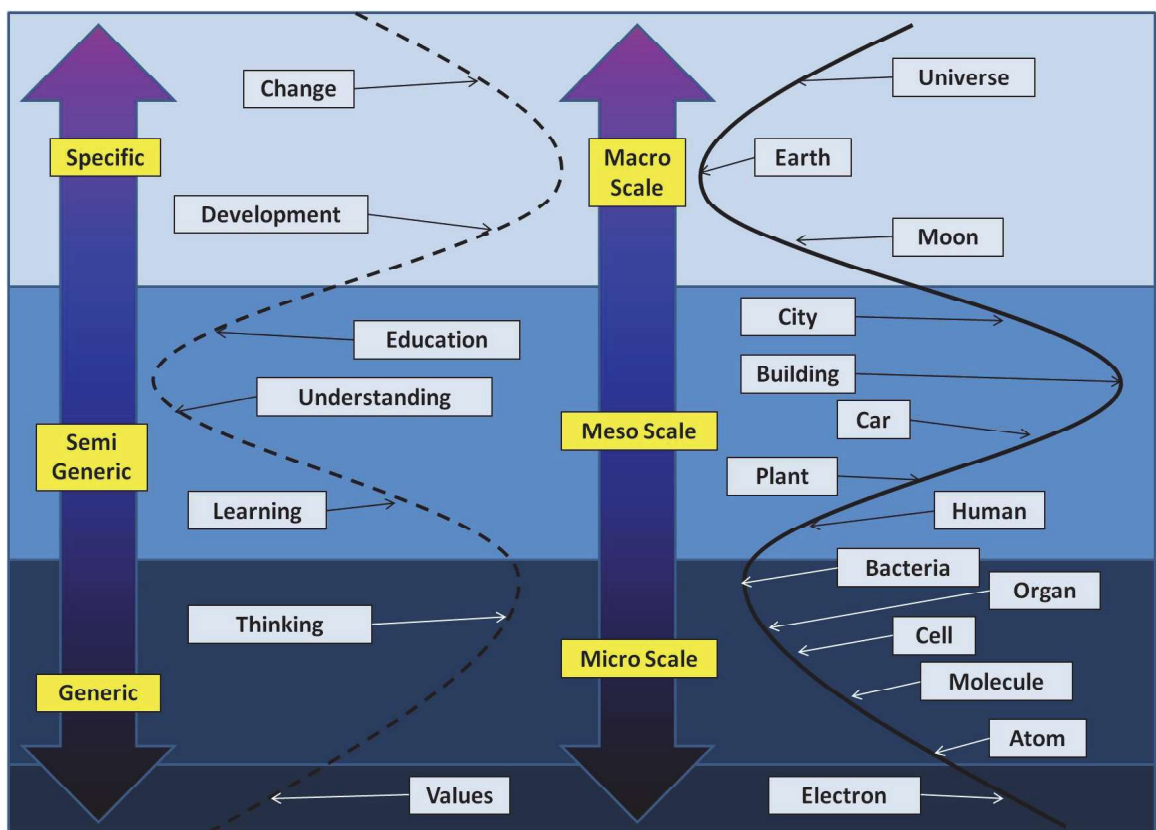 Change
Universe
Specific
Macro
Scale
Earth
Development
Moon
City
Education
Building
Understanding
Car
Semi
Generic
Meso Scale
Plant
Learning
Human
Bacteria
Organ
Thinking
Cell
Micro Scale
Generic
Molecule
Atom
Values
Electron